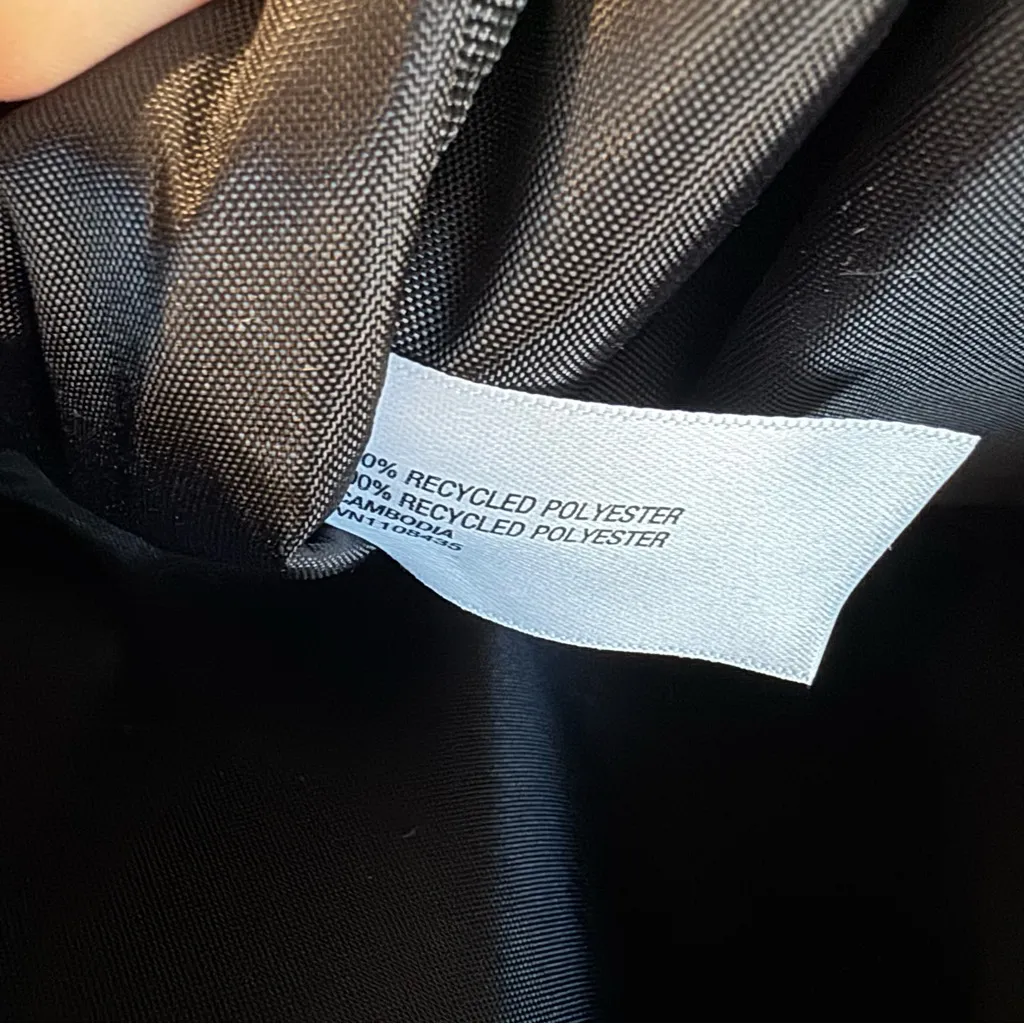 0% RECYCLED POLYESTER
00% RECYCLED POLYESTER
CAMBODIA
VN1108435